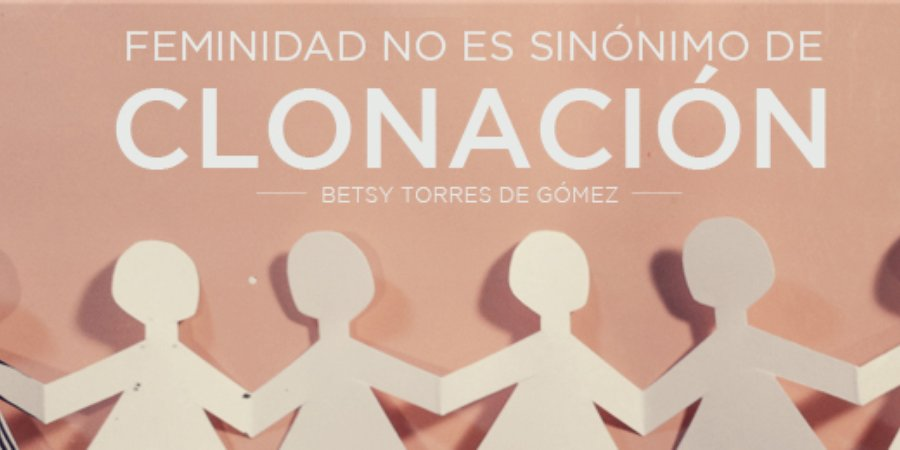 FEMINIDAD NO ES SINÓNIMO DE
CLONACIÓN
BETSY TORRES DE GÓMEZ